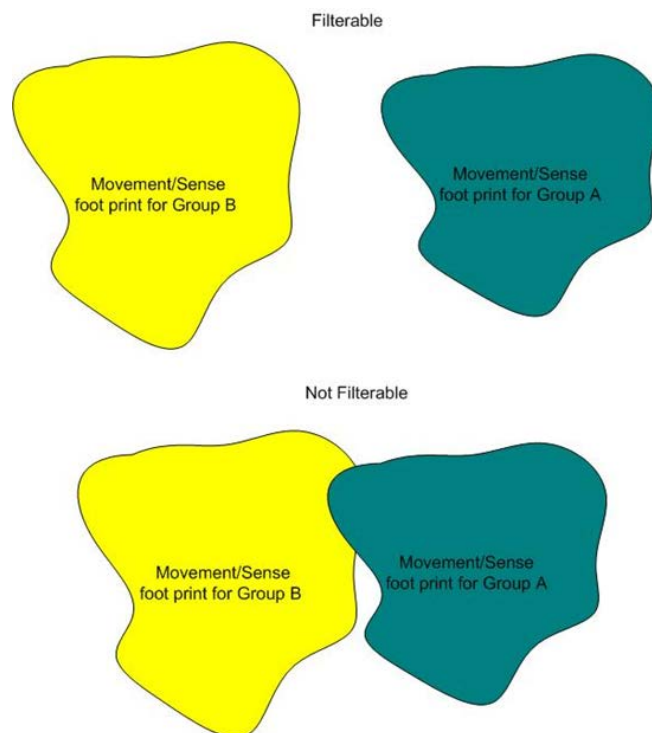 Filterable
Movement/Sense
foot print for Group B
Movement/Sense
foot print for Group A
Not Filterable
Movement/Sense
foot print for Group B
Movement/Sense
foot print for Group A